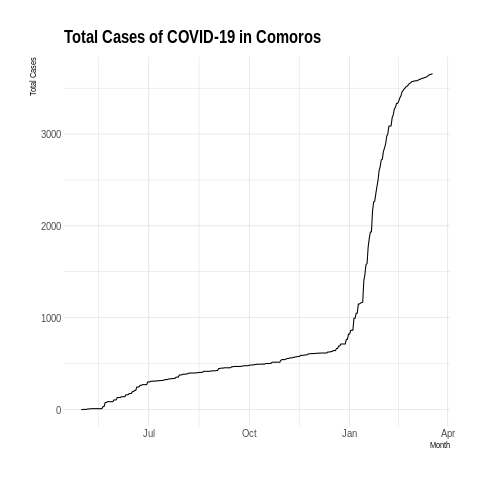 Total Cases of COVID-19 in Comoros
Total Cases
3000
2000
1000
0
Jul Oct Jan Apr
Month